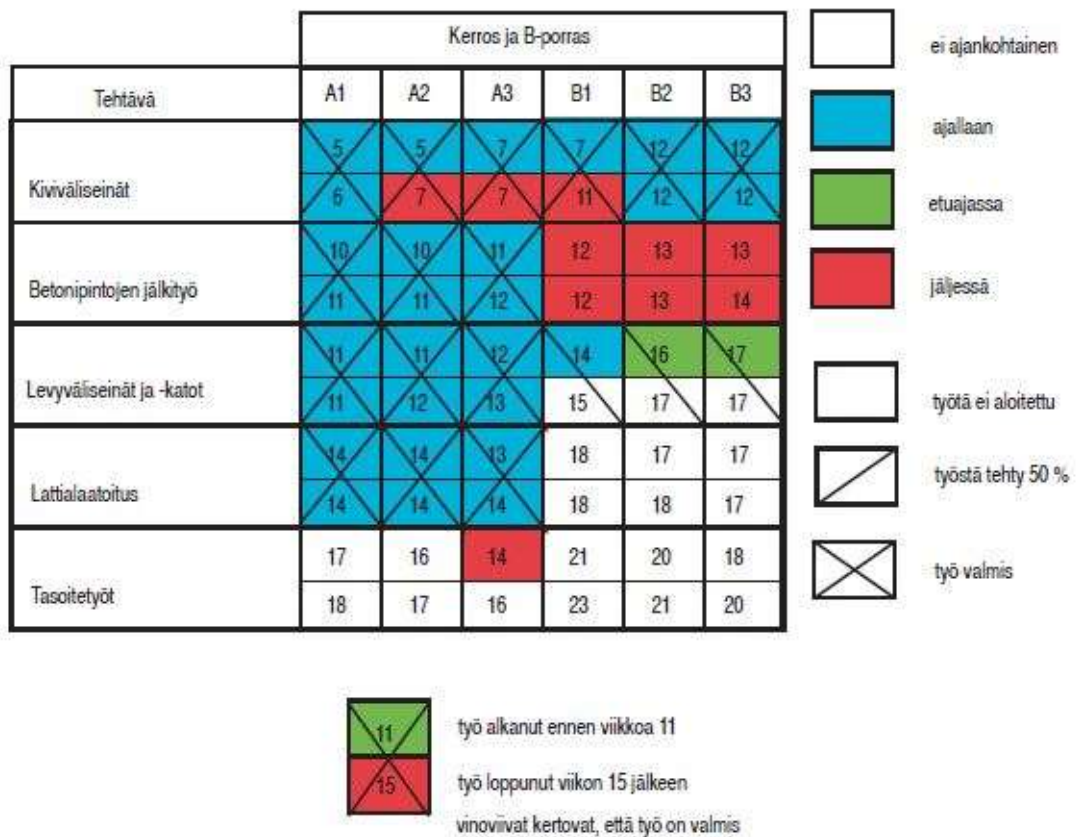 Kerros ja B-porras
Tehtävä A1 A2 A3 B1 B2 B3
5 5 7 7 12 12
Kiviväliseinät
6 7 7 11 12 12
10 10 11 12 13 13
Betonipintojen jälkityö
11 11 12 12 13 14
11 11 12 14 16 17
Levyväliseinät ja -katot
11 12 13 15 17 17
14 14 13 18 17 17
Lattialaatoitus
14 14 14 18 18 17
17 16 14 21 20 18
Tasoitetyöt
18 17 16 23 21 20
ei ajankohtainen
ajallaan
etuajassa
jäljessä
työtä ei aloitettu
työstä tehty 50 %
työ valmis
11 työ alkanut ennen viikkoa 11
15 työ loppunut viikon 15 jälkeen
vinoviivat kertovat, että työ on valmis